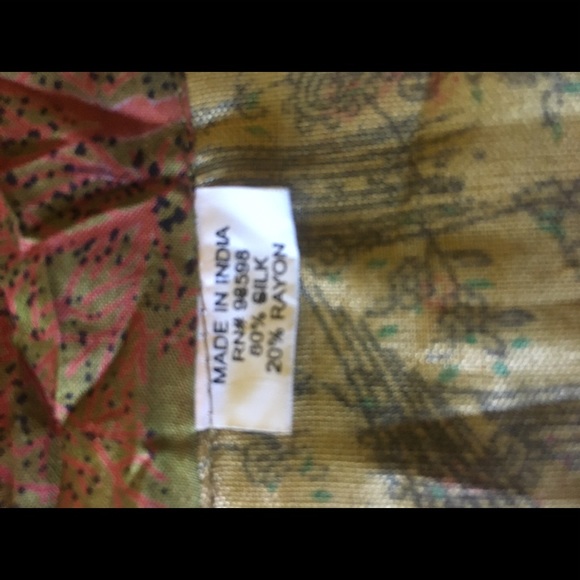 MADE IN INDIA
RN# 98598
80% SILK
20% RAYON